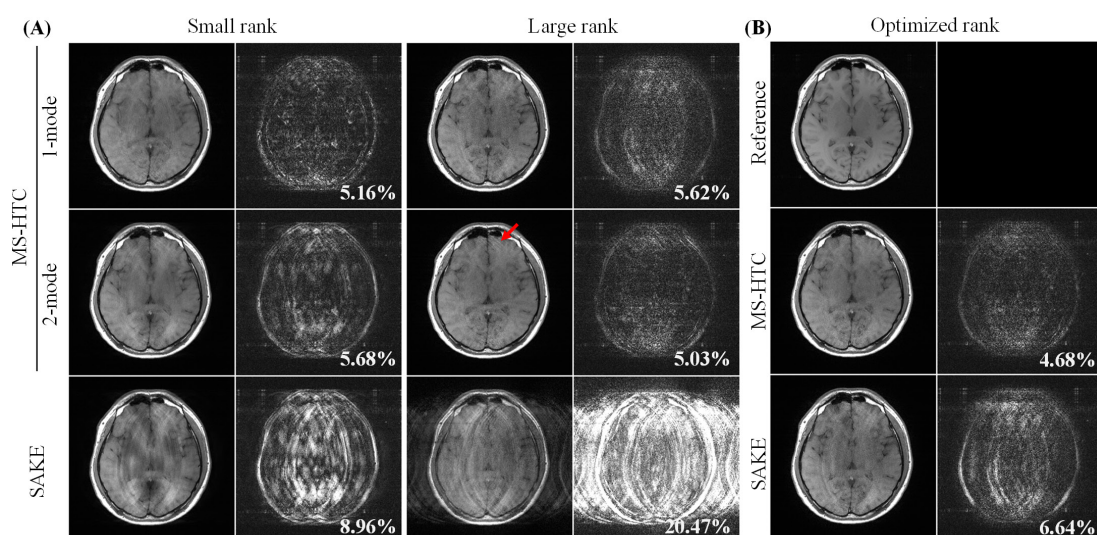 (A) Small rank Large rank (B) Optimized rank
MS-HTC
1-mode
5.16%
5.62%
Reference
2-mode
5.68%
5.03%
MS-HTC
4.68%
SAKE
8.96%
20.47%
SAKE
6.64%